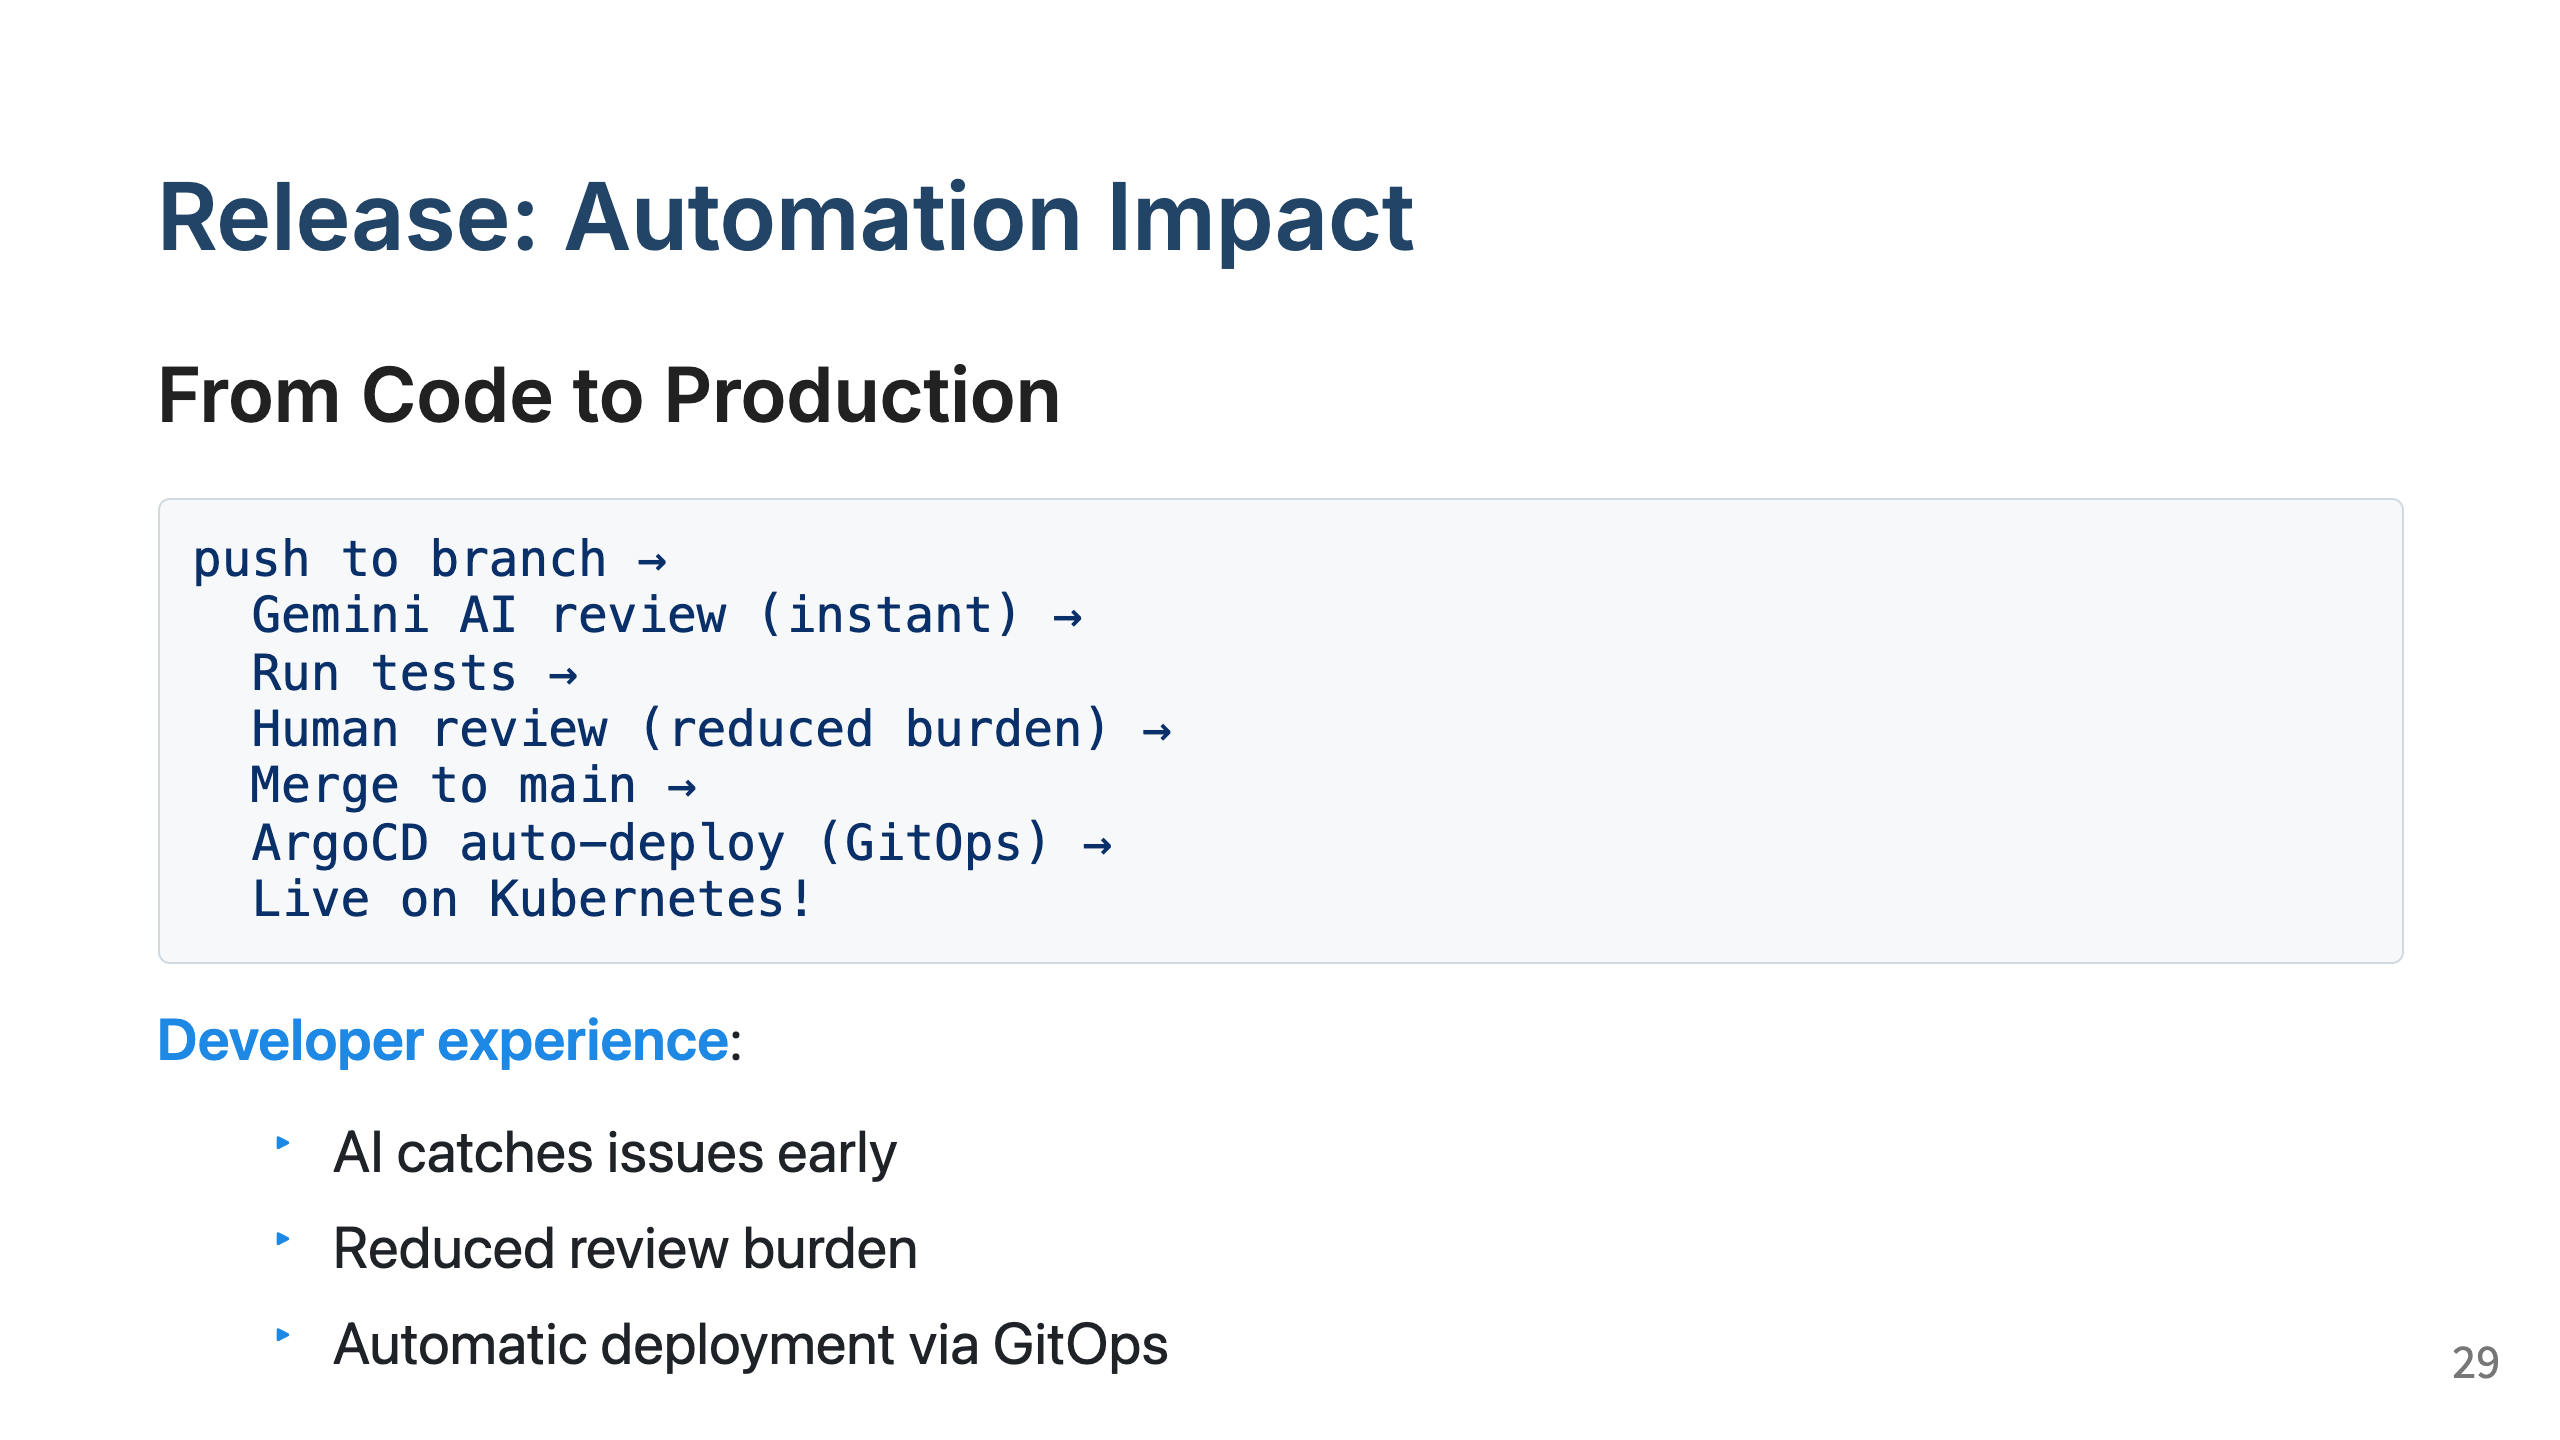 Release: Automation Impact
From Code to Production
push to branch →
  Gemini AI review (instant) →
  Run tests →
  Human review (reduced burden) →
  Merge to main →
  ArgoCD auto-deploy (GitOps) →
  Live on Kubernetes!
Developer experience:
‣ AI catches issues early
‣ Reduced review burden
‣ Automatic deployment via GitOps
29